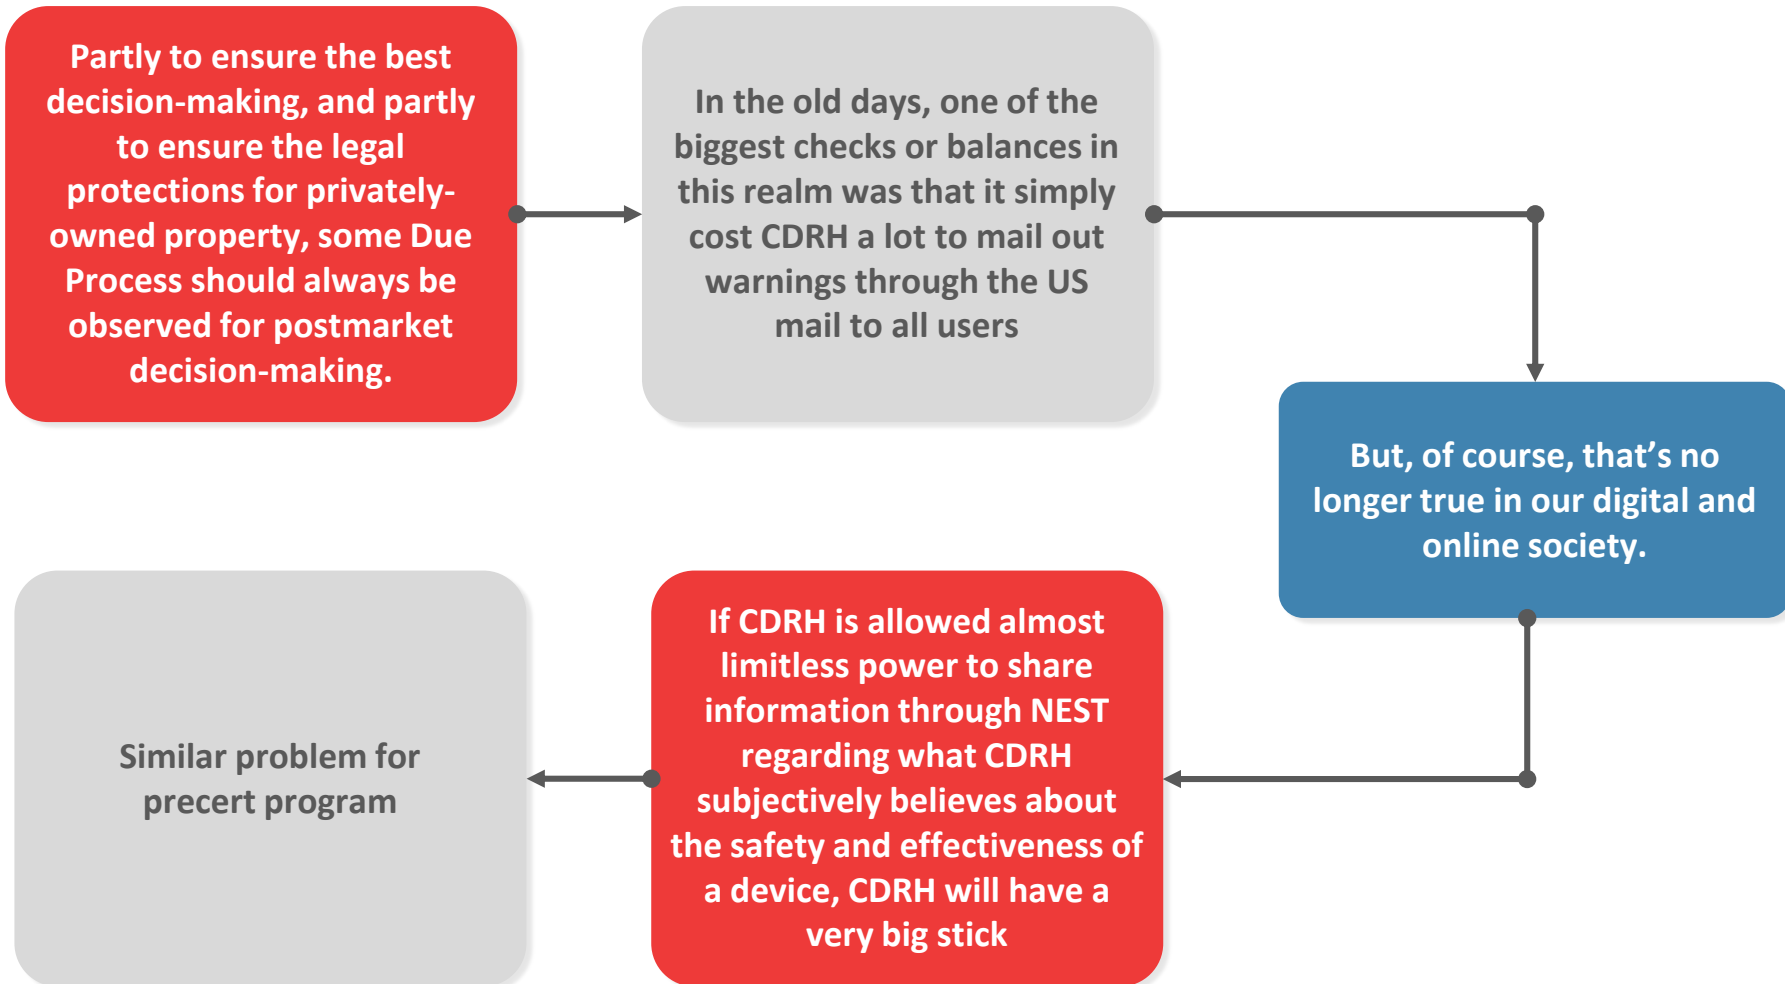 Partly to ensure the best
decision-making, and partly
to ensure the legal
protections for privately-
owned property, some Due
Process should always be
observed for postmarket
decision-making.
In the old days, one of the
biggest checks or balances in
this realm was that it simply
cost CDRH a lot to mail out
warnings through the US
mail to all users
But, of course, that’s no
longer true in our digital and
online society.
If CDRH is allowed almost
limitless power to share
information through NEST
regarding what CDRH
subjectively believes about
the safety and effectiveness of
a device, CDRH will have a
very big stick
Similar problem for
precert program